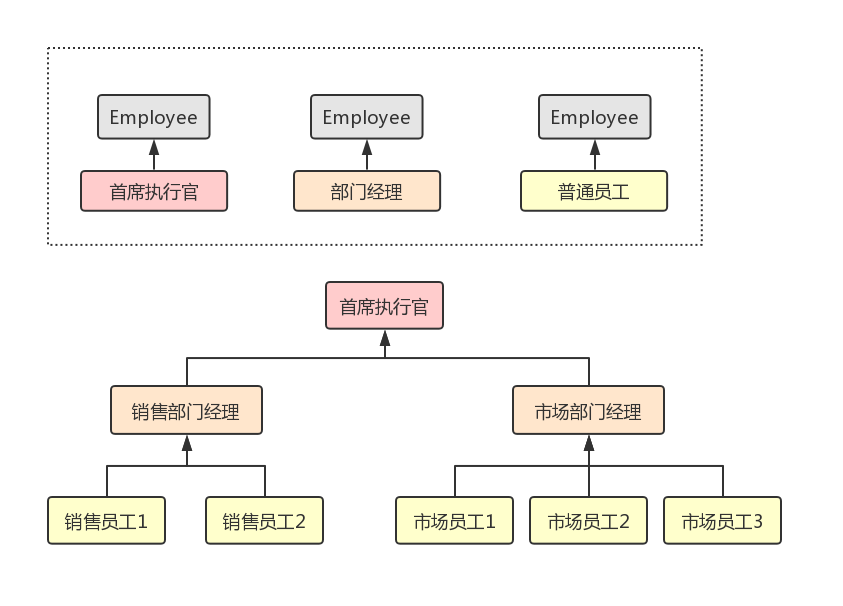 Employee
Employee
Employee
首席执行官
部门经理
普通员工
首席执行官
销售部门经理
市场部门经理
销售员工1
销售员工2
市场员工1
市场员工2
市场员工3